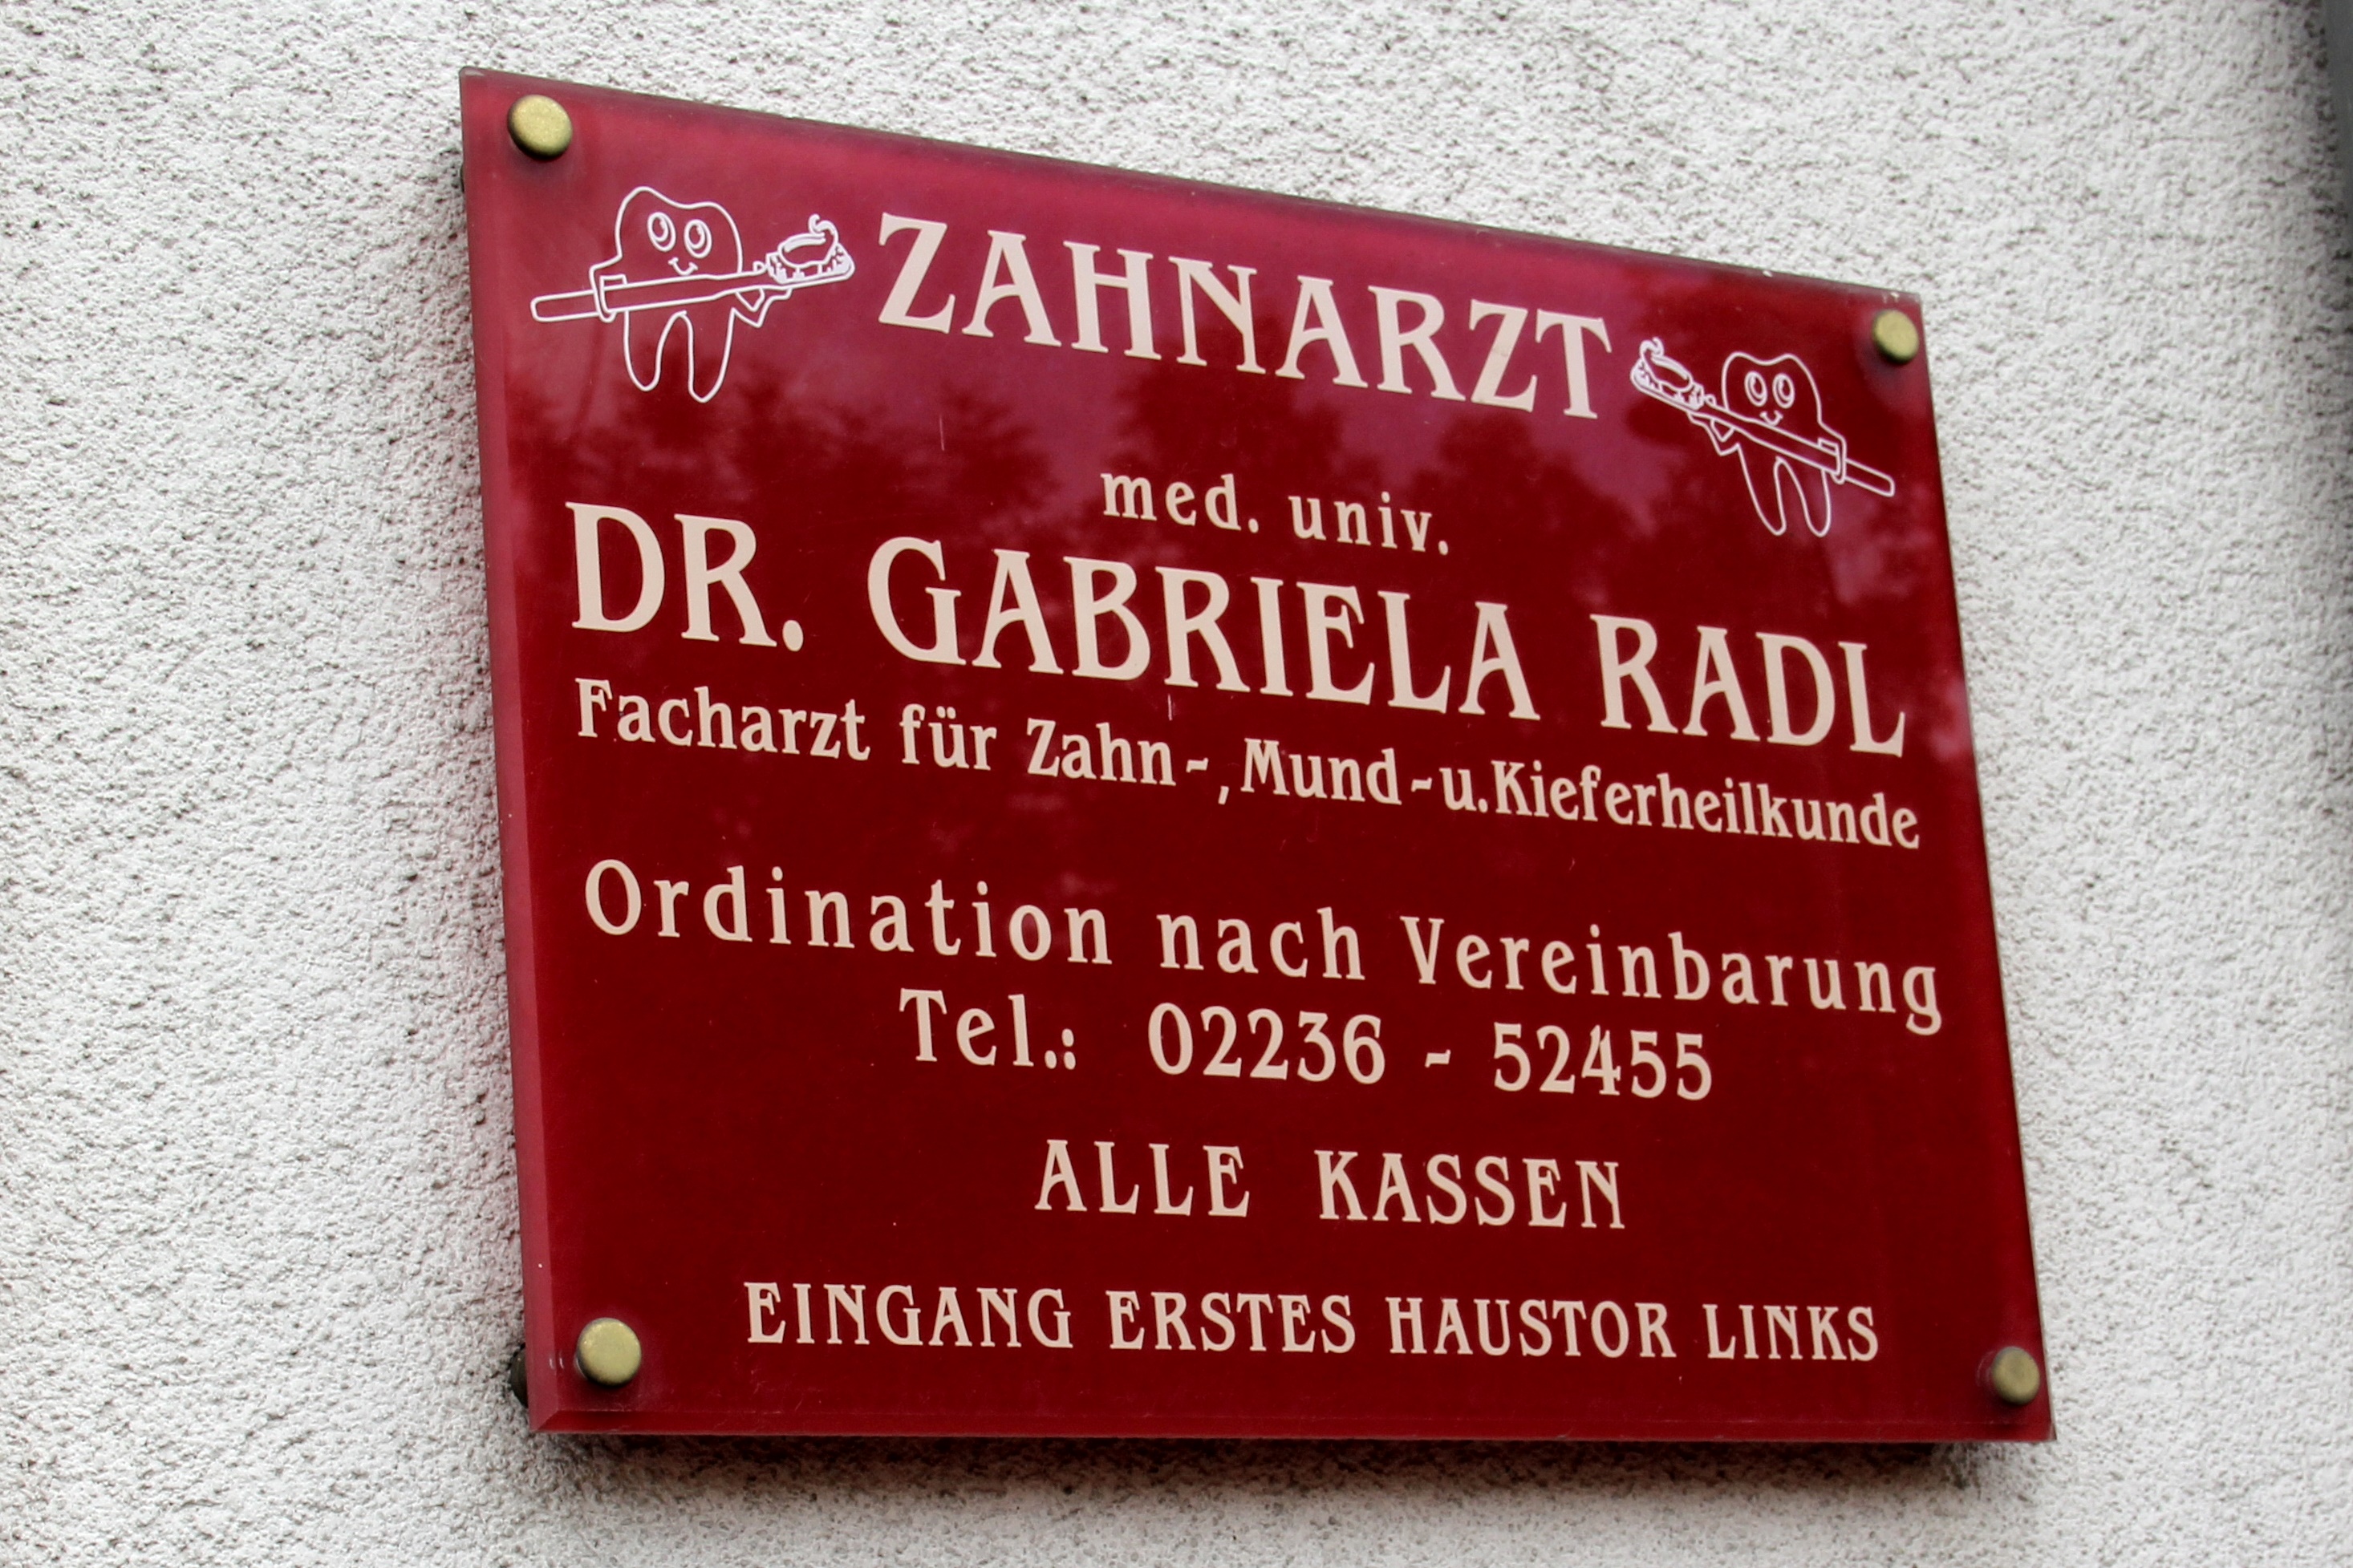 ZAHNARZT
med. univ.
DR. GABRIELA RADL
Facharzt für Zahn-, Mund-u.Kieferheilkunde
Ordination nach Vereinbarung
Tel.: 02236 - 52455
ALLE KASSEN
EINGANG ERSTES HAUSTOR LINKS